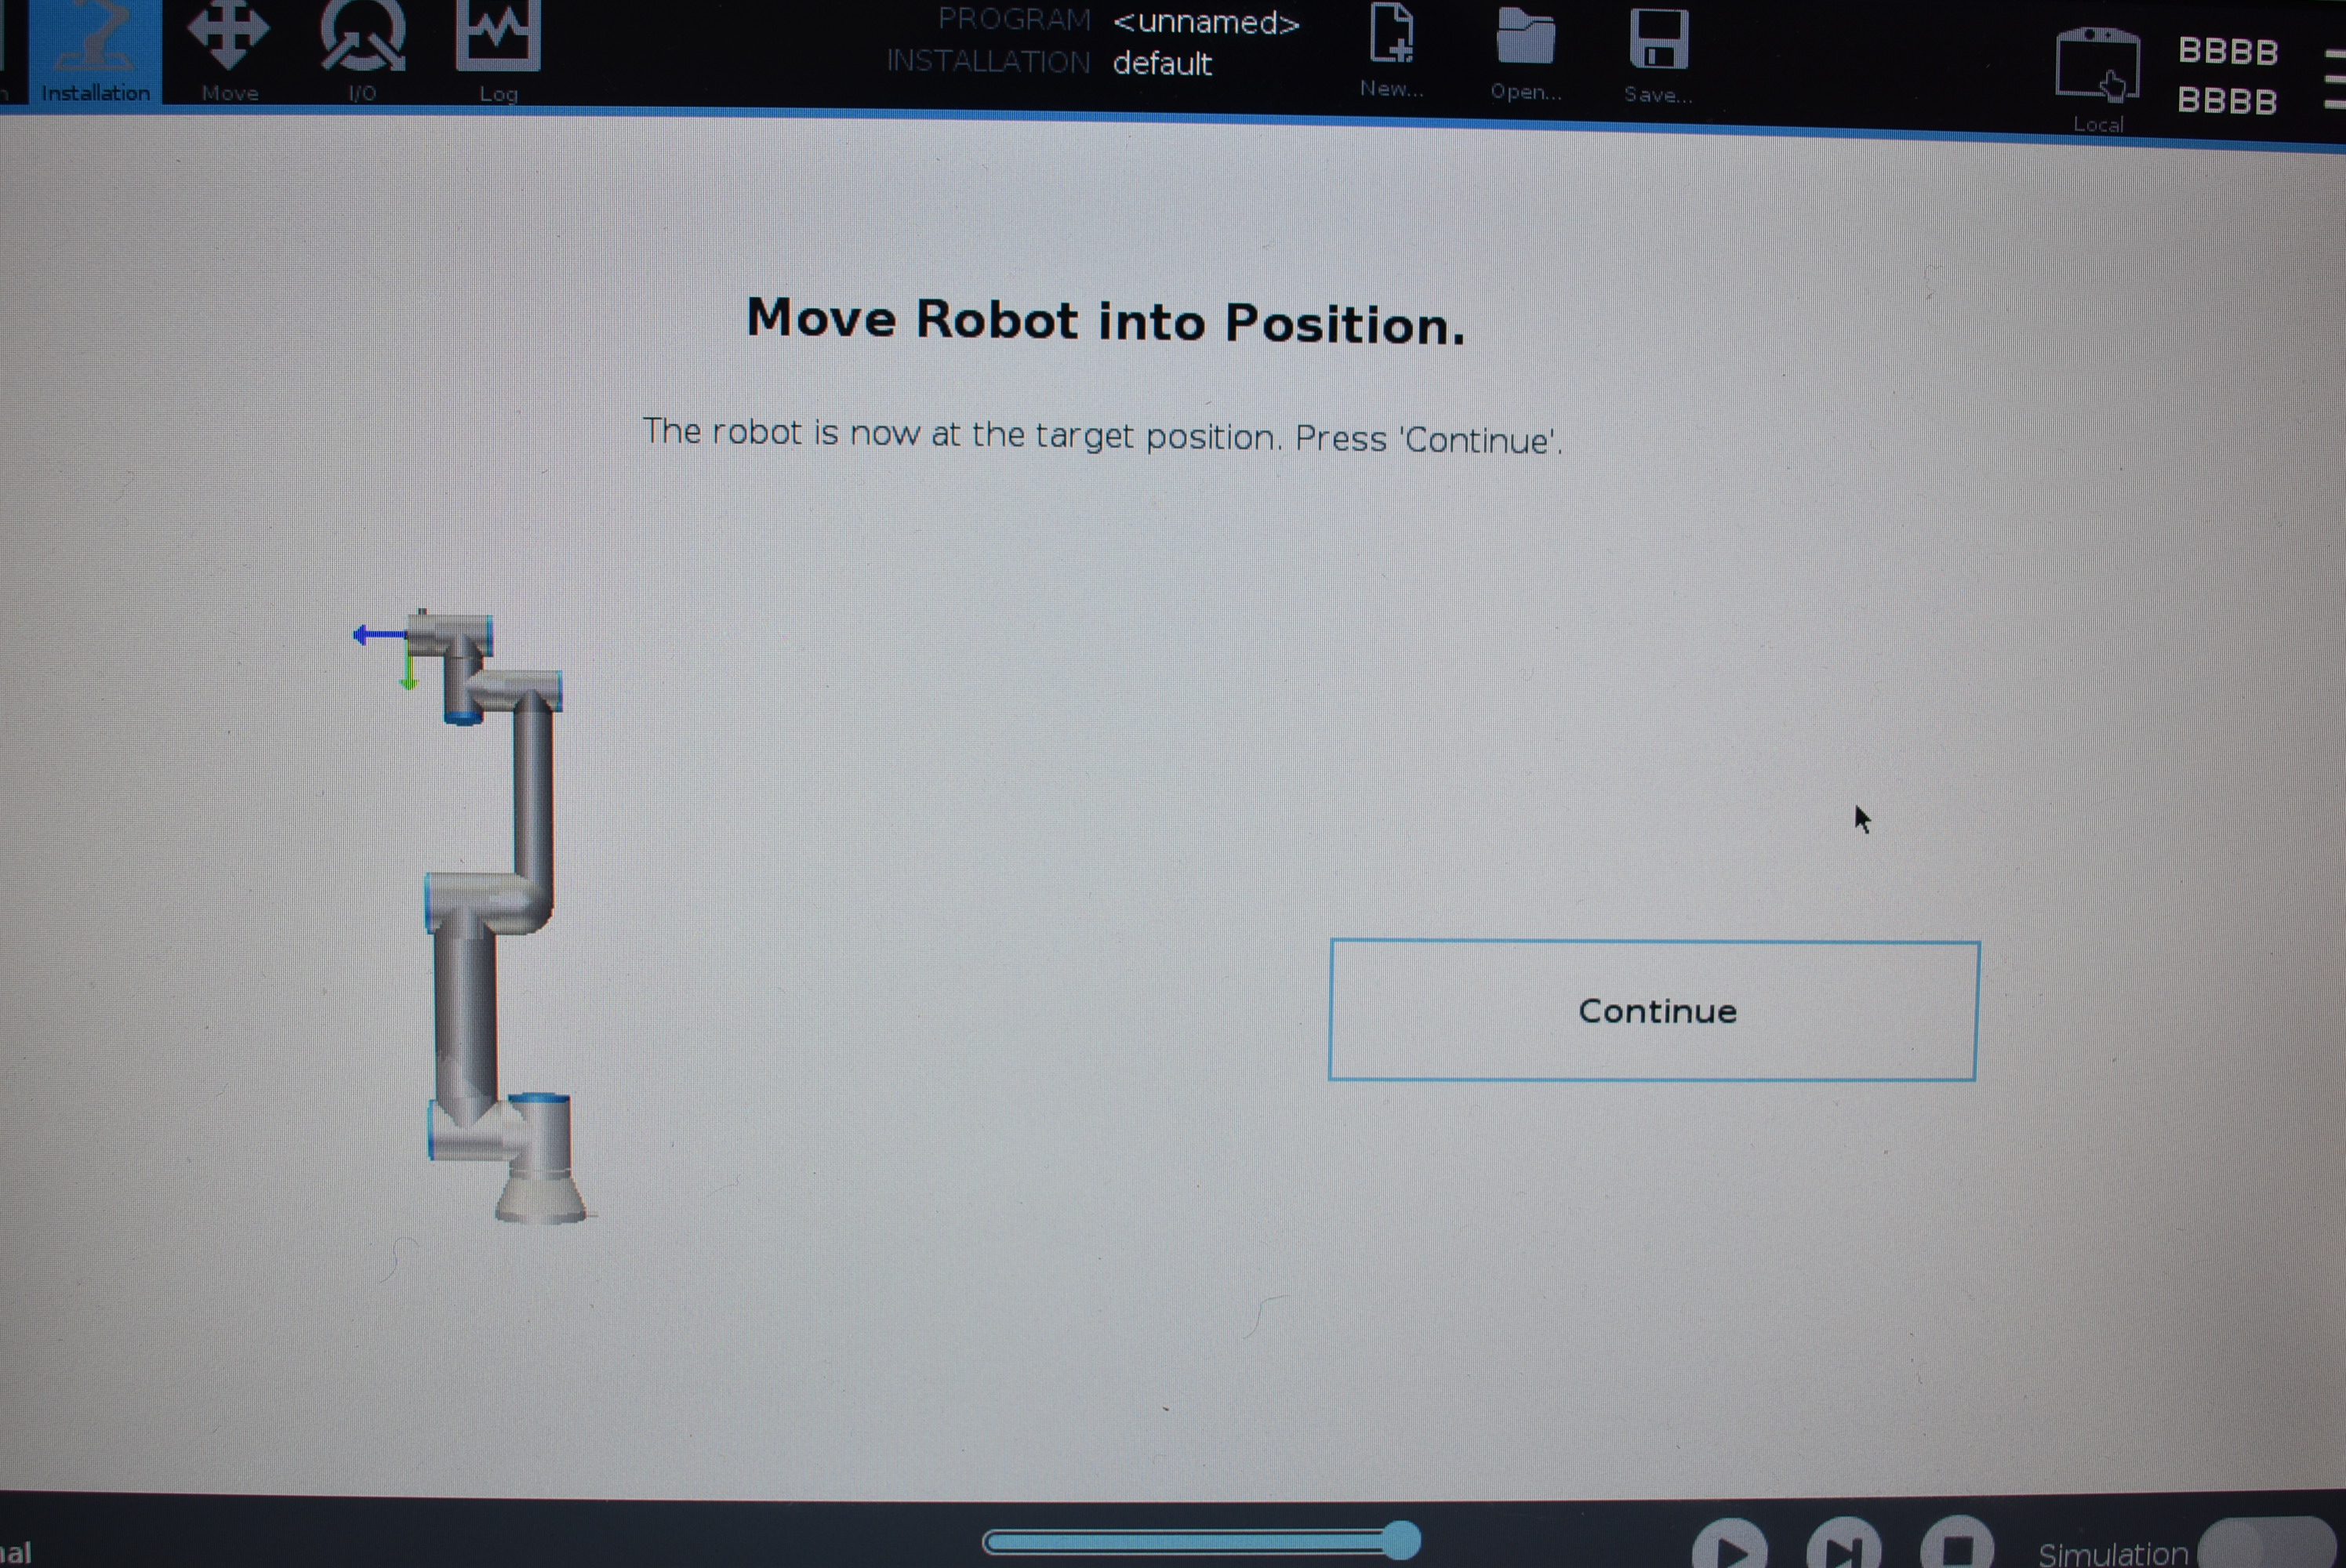 PROGRAM <unnamed>
INSTALLATION default
Installation
Move
I/O
Log
New...
Open...
Save...
Local
BBBB
BBBB
Move Robot into Position.
The robot is now at the target position. Press 'Continue'.
Continue
Simulation